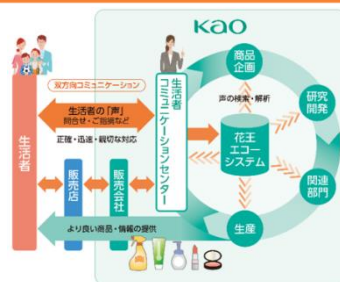 Kao
商品
企画
双方向コミュニケーション
生活者の「声」
問合せ・ご指摘など
正確・迅速・親切な対応
生活者
販売店
販売会社
生活者
コミュニケーションセンター
声の検索・解析
研究
開発
花王
エコー
システム
関連
部門
生産
より良い商品・情報の提供